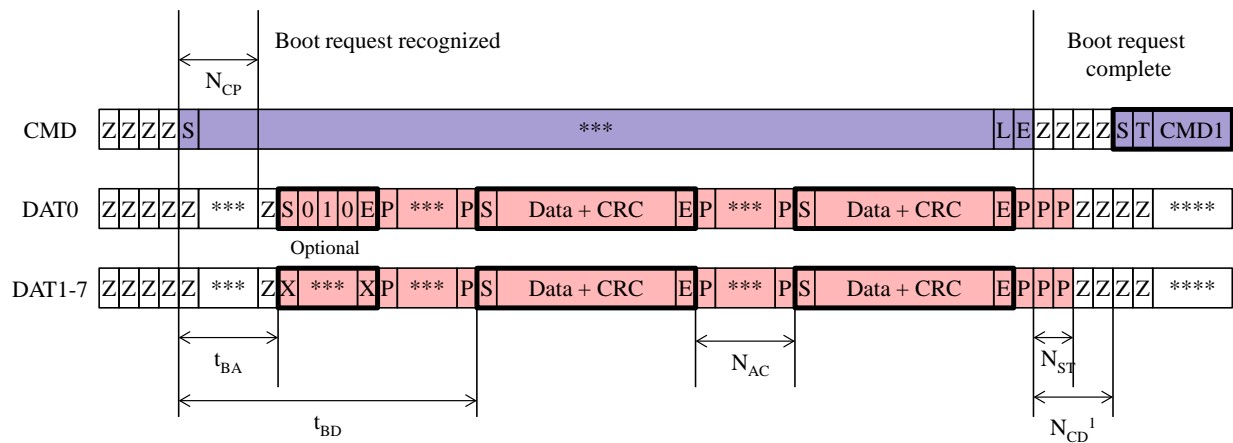 Boot request recognized
Boot request
complete
N_CP
CMD Z Z Z Z S *** L E Z Z Z Z S T CMD1
DAT0 Z Z Z Z Z *** Z S 0 1 0 E P *** P S Data + CRC E P *** P S Data + CRC E P P P Z Z Z Z ****
Optional
DAT1-7 Z Z Z Z Z *** Z X *** X P *** P S Data + CRC E P *** P S Data + CRC E P P P Z Z Z Z ****
t_BA
N_AC
N_ST
t_BD
N_CD^1